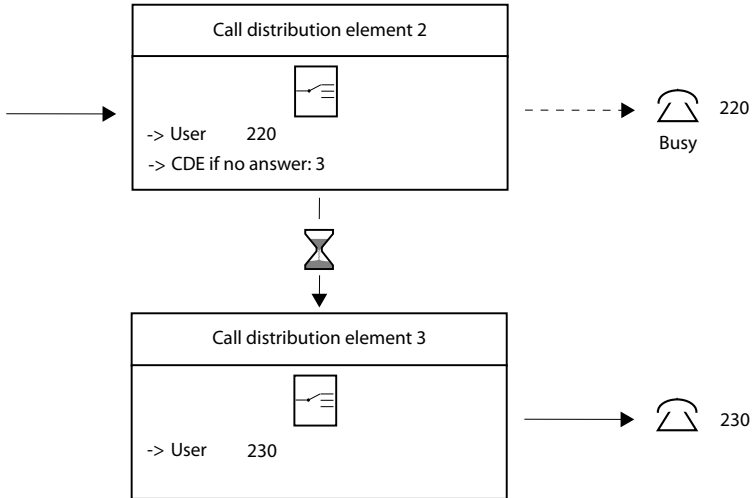 Call distribution element 2
-> User 220
-> CDE if no answer: 3
220
Busy
Call distribution element 3
-> User 230
230